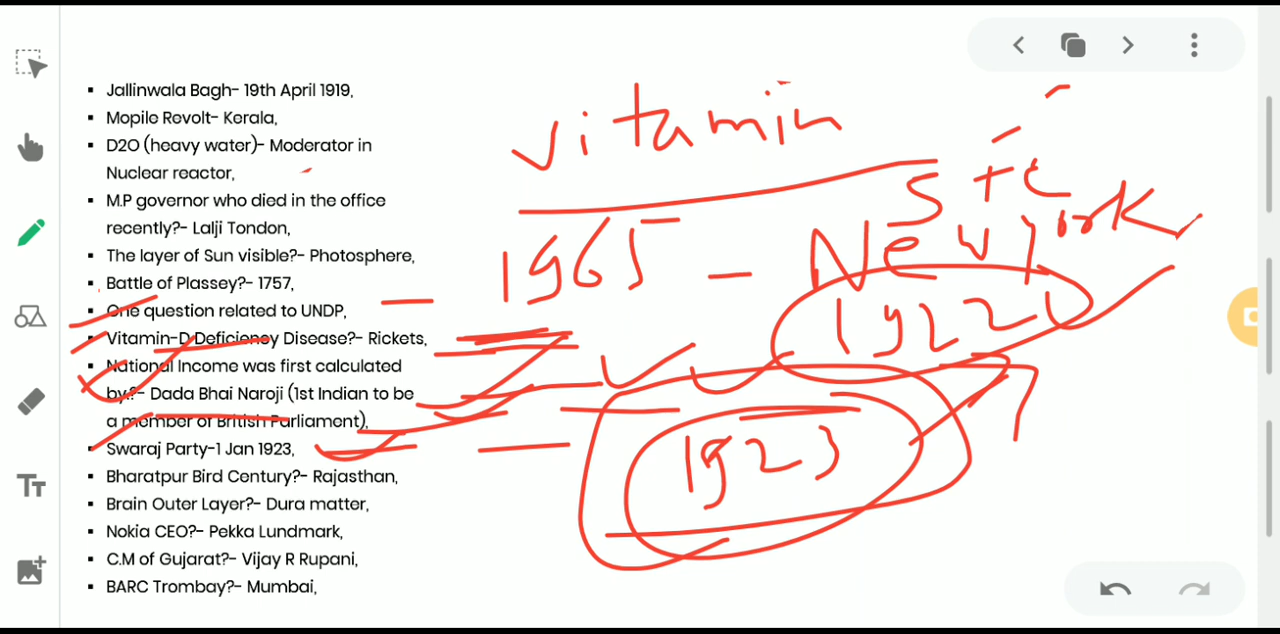 Jallinwala Bagh- 19th April 1919,
Mopile Revolt- Kerala,
D2O (heavy water)- Moderator in
Nuclear reactor,
M.P governor who died in the office
recently?- Lalji Tondon,
The layer of Sun visible?- Photosphere,
Battle of Plassey?- 1757,
One question related to UNDP,
Vitamin-D Deficieney Disease?- Rickets,
National Income was first calculated
by?- Dada Bhai Naroji (1st Indian to be
a member of British Parliament),
Swaraj Party-1 Jan 1923,
Bharatpur Bird Century?- Rajasthan,
Brain Outer Layer?- Dura matter,
Nokia CEO?- Pekka Lundmark,
C.M of Gujarat?- Vijay R Rupani,
BARC Trombay?- Mumbai,
vitamin
1965 - New York
1922
1923
TT